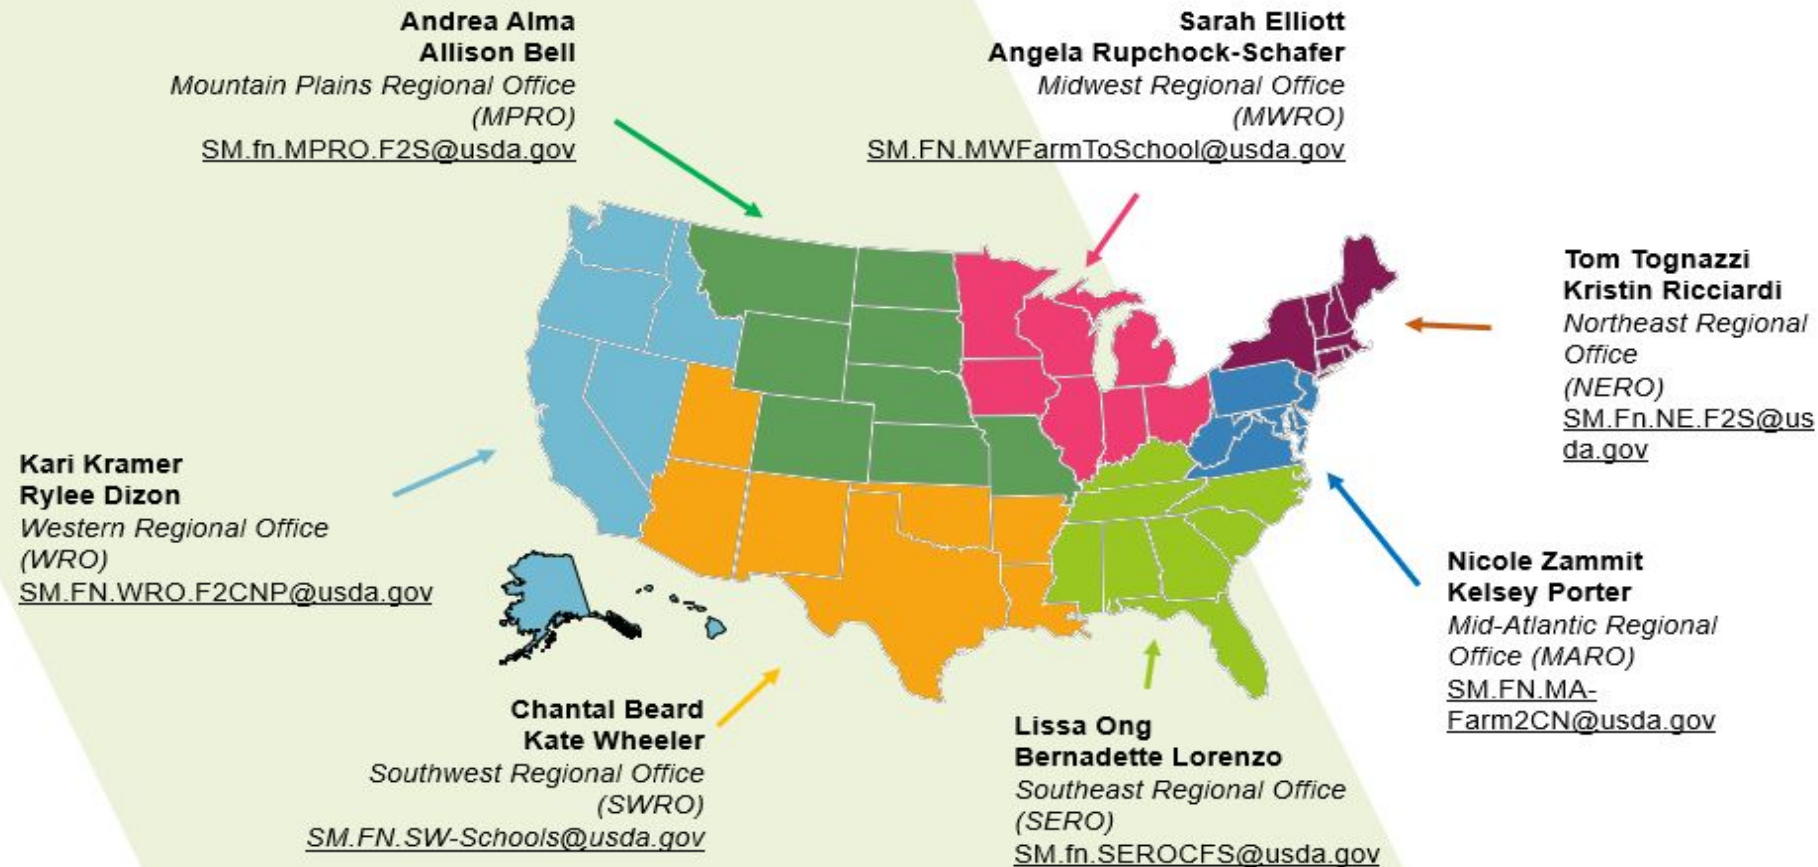 Andrea Alma
Allison Bell
Mountain Plains Regional Office
(MPRO)
SM.fn.MPRO.F2S@usda.gov
Sarah Elliott
Angela Rupchock-Schafer
Midwest Regional Office
(MWRO)
SM.FN.MWFarmToSchool@usda.gov
Tom Tognazzi
Kristin Ricciardi
Northeast Regional
Office
(NERO)
SM.Fn.NE.F2S@us
da.gov
Kari Kramer
Rylee Dizon
Western Regional Office
(WRO)
SM.FN.WRO.F2CNP@usda.gov
Nicole Zammit
Kelsey Porter
Mid-Atlantic Regional
Office (MARO)
SM.FN.MA-
Farm2CN@usda.gov
Chantal Beard
Kate Wheeler
Southwest Regional Office
(SWRO)
SM.FN.SW-Schools@usda.gov
Lissa Ong
Bernadette Lorenzo
Southeast Regional Office
(SERO)
SM.fn.SEROCFS@usda.gov